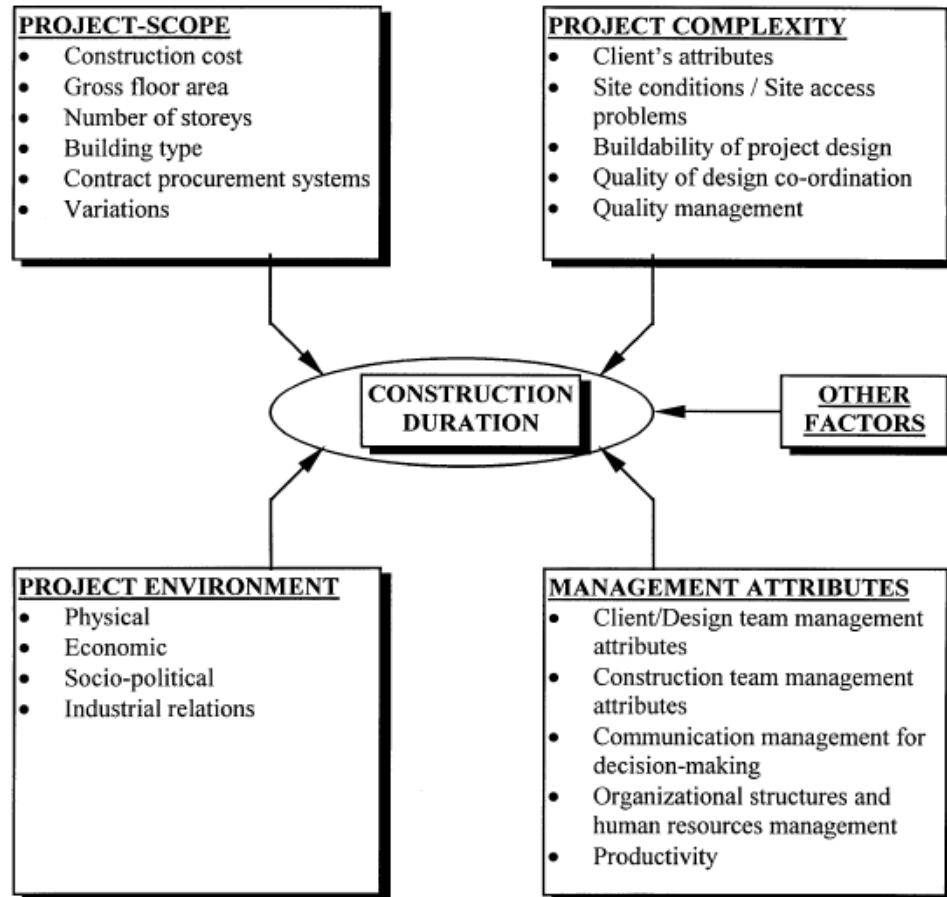 PROJECT-SCOPE
• Construction cost
• Gross floor area
• Number of storeys
• Building type
• Contract procurement systems
• Variations
PROJECT COMPLEXITY
• Client's attributes
• Site conditions / Site access
problems
• Buildability of project design
• Quality of design co-ordination
• Quality management
CONSTRUCTION
DURATION
OTHER
FACTORS
PROJECT ENVIRONMENT
• Physical
• Economic
• Socio-political
• Industrial relations
MANAGEMENT ATTRIBUTES
• Client/Design team management
attributes
• Construction team management
attributes
• Communication management for
decision-making
• Organizational structures and
human resources management
• Productivity